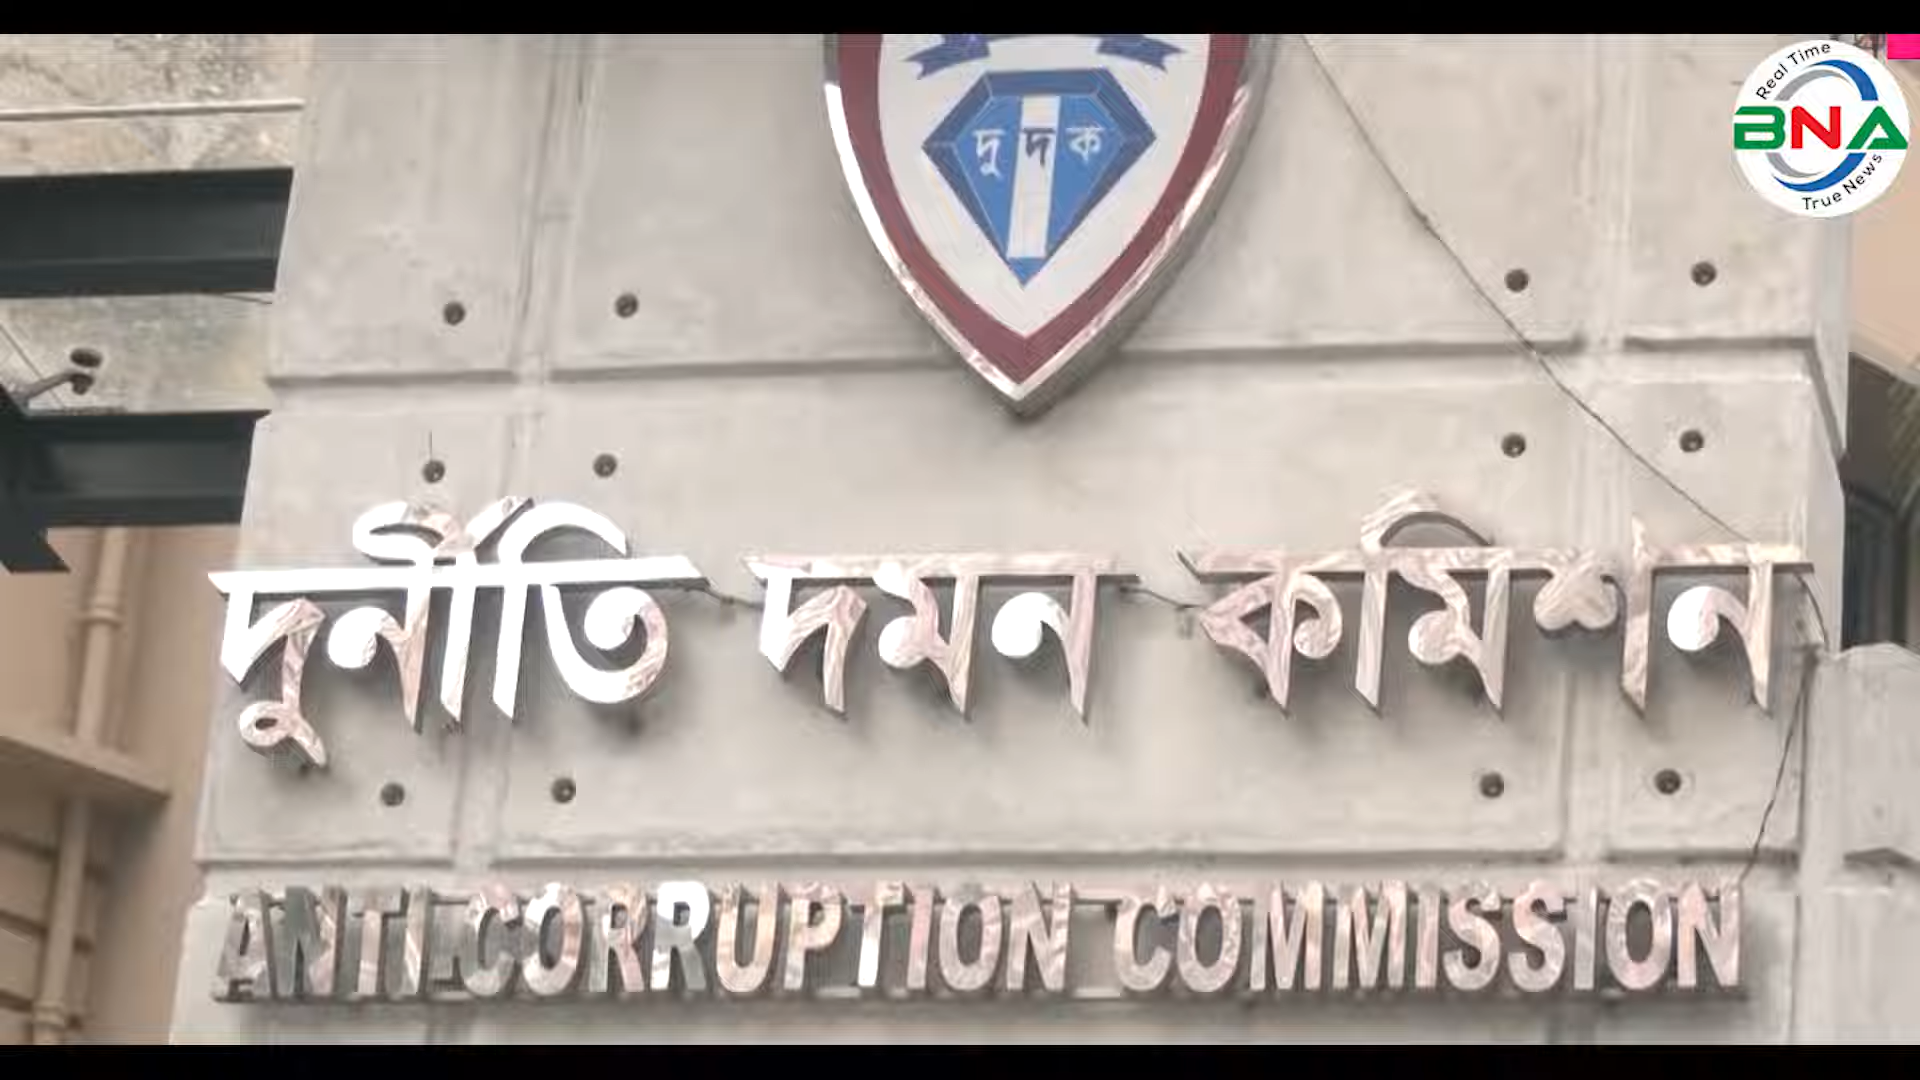 দুদক
দুর্নীতি দমন কমিশন
ANTI CORRUPTION COMMISSION
Real Time
BNA
True News